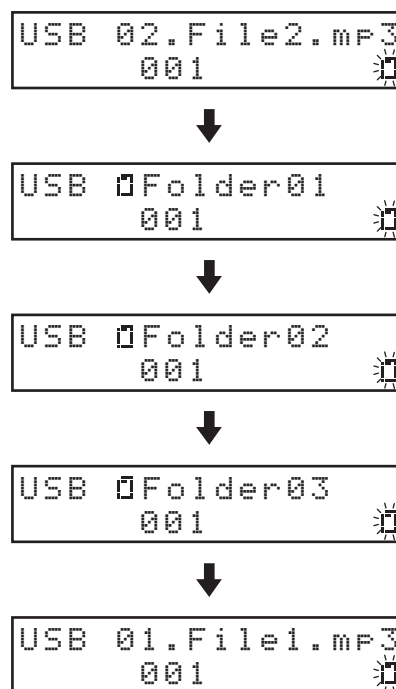 USB 02.File2.mp3
001
USB Folder01
001
USB Folder02
001
USB Folder03
001
USB 01.File1.mp3
001